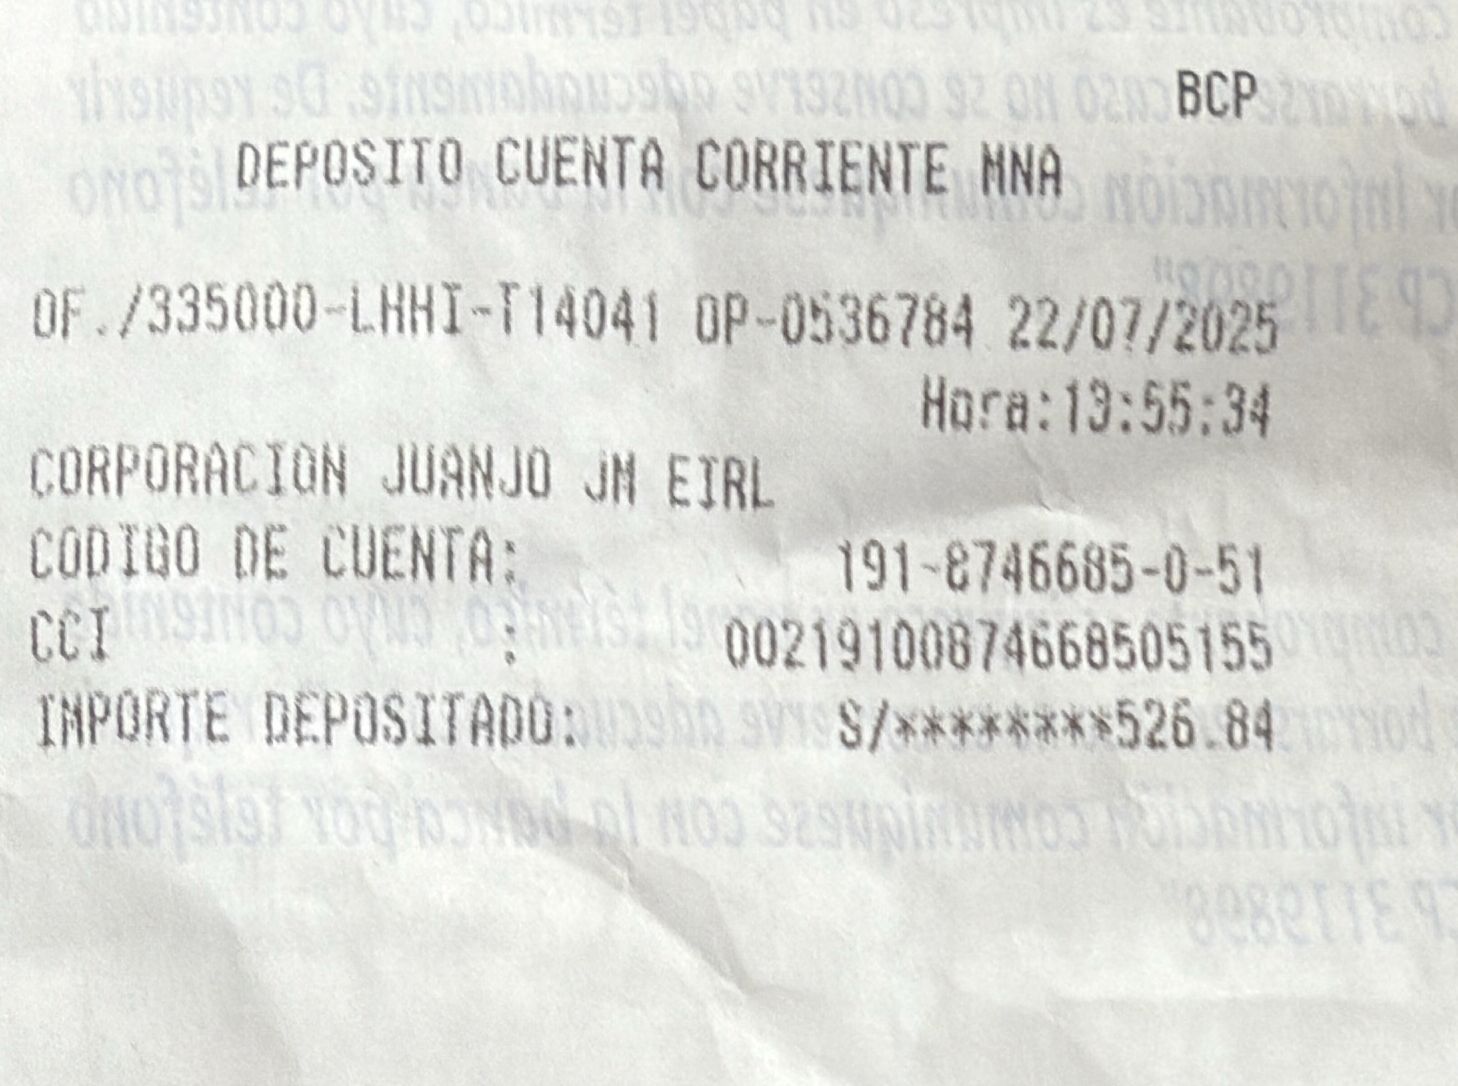 BCP
DEPOSITO CUENTA CORRIENTE MNA
OF./335000-LHHI-T14041 OP-0536784 22/07/2025
Hora:13:55:34
CORPORACION JUANJO JM EIRL
CODIGO DE CUENTA: 191-8746685-0-51
CCI : 00219100874668505155
IMPORTE DEPOSITADO: S/********526.84